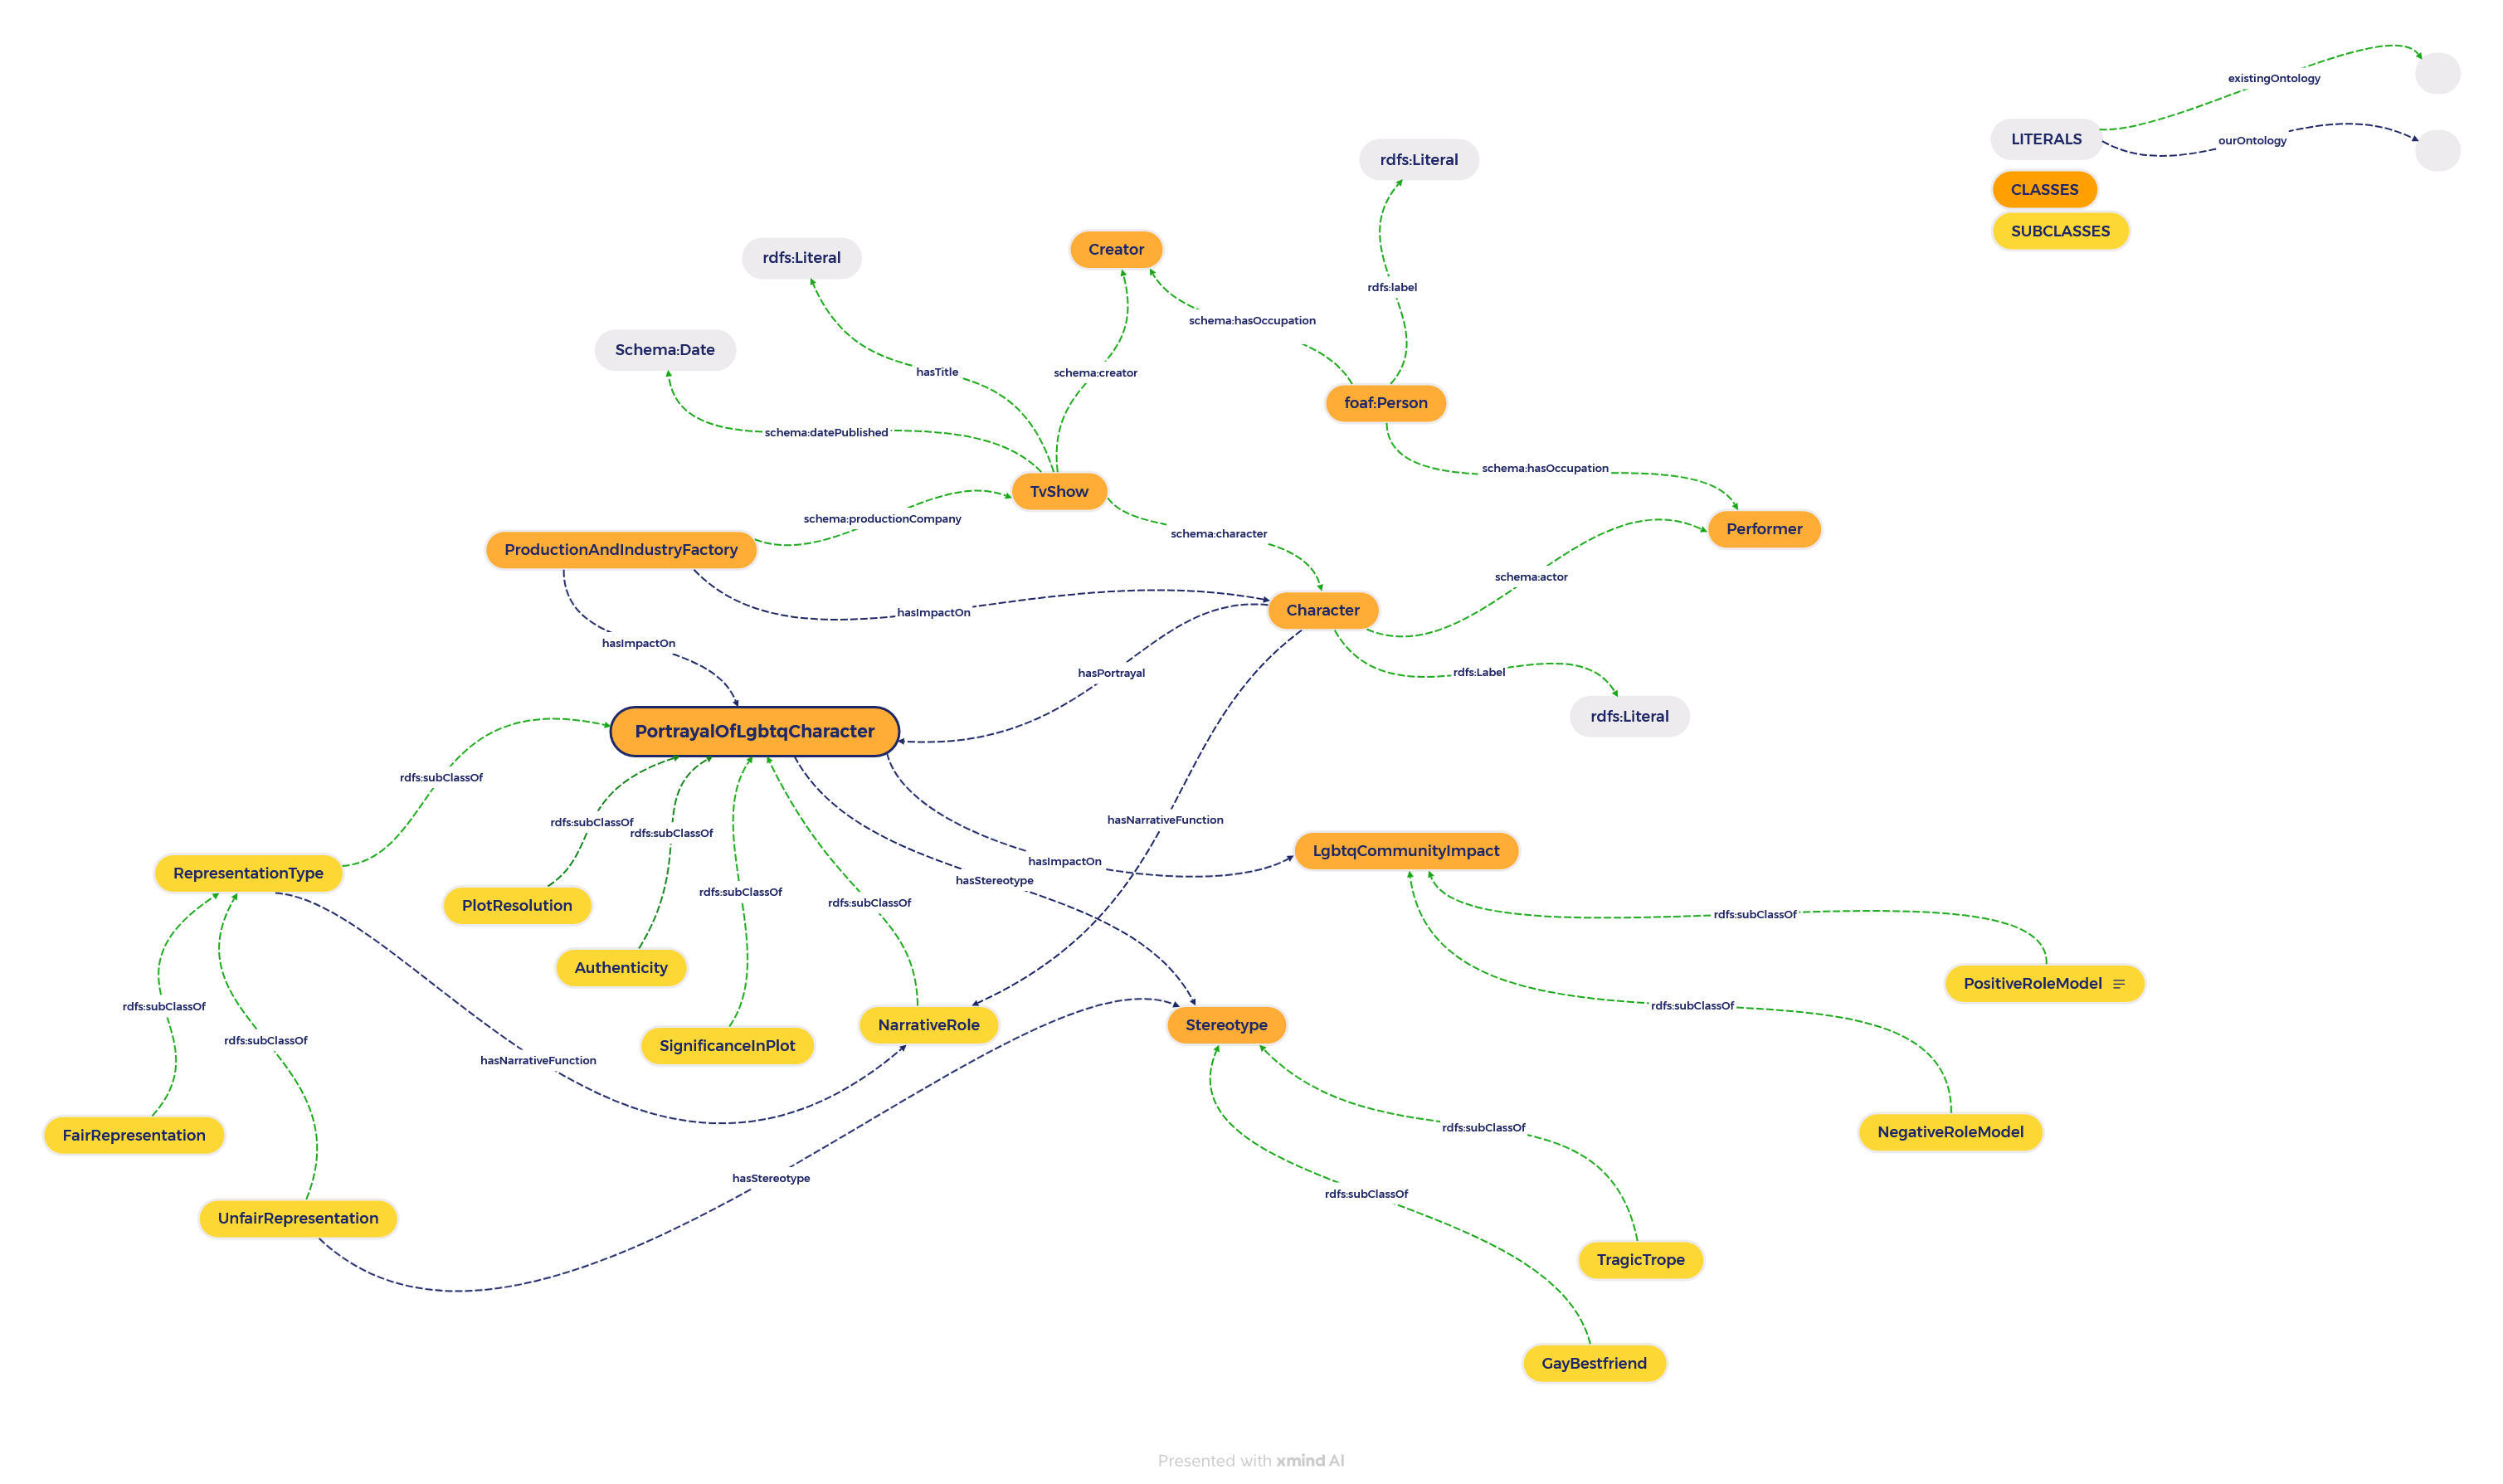 existingOntology
LITERALS
ourOntology
CLASSES
SUBCLASSES
rdfs:Literal
Creator
rdfs:Literal
rdfs:label
schema:hasOccupation
Schema:Date
hasTitle
schema:creator
foaf:Person
schema:datePublished
schema:hasOccupation
TvShow
schema:productionCompany
schema:character
Performer
ProductionAndIndustryFactory
schema:actor
hasImpactOn
Character
hasImpactOn
hasPortrayal
rdfs:Label
rdfs:Literal
PortrayalOfLgbtqCharacter
rdfs:subClassOf
rdfs:subClassOf
rdfs:subClassOf
hasNarrativeFunction
LgbtqCommunityImpact
hasImpactOn
RepresentationType
hasStereotype
rdfs:subClassOf
rdfs:subClassOf
PlotResolution
rdfs:subClassOf
Authenticity
PositiveRoleModel
rdfs:subClassOf
rdfs:subClassOf
NarrativeRole
Stereotype
rdfs:subClassOf
SignificanceInPlot
hasNarrativeFunction
rdfs:subClassOf
NegativeRoleModel
FairRepresentation
hasStereotype
rdfs:subClassOf
UnfairRepresentation
TragicTrope
GayBestfriend
Presented with xmind AI